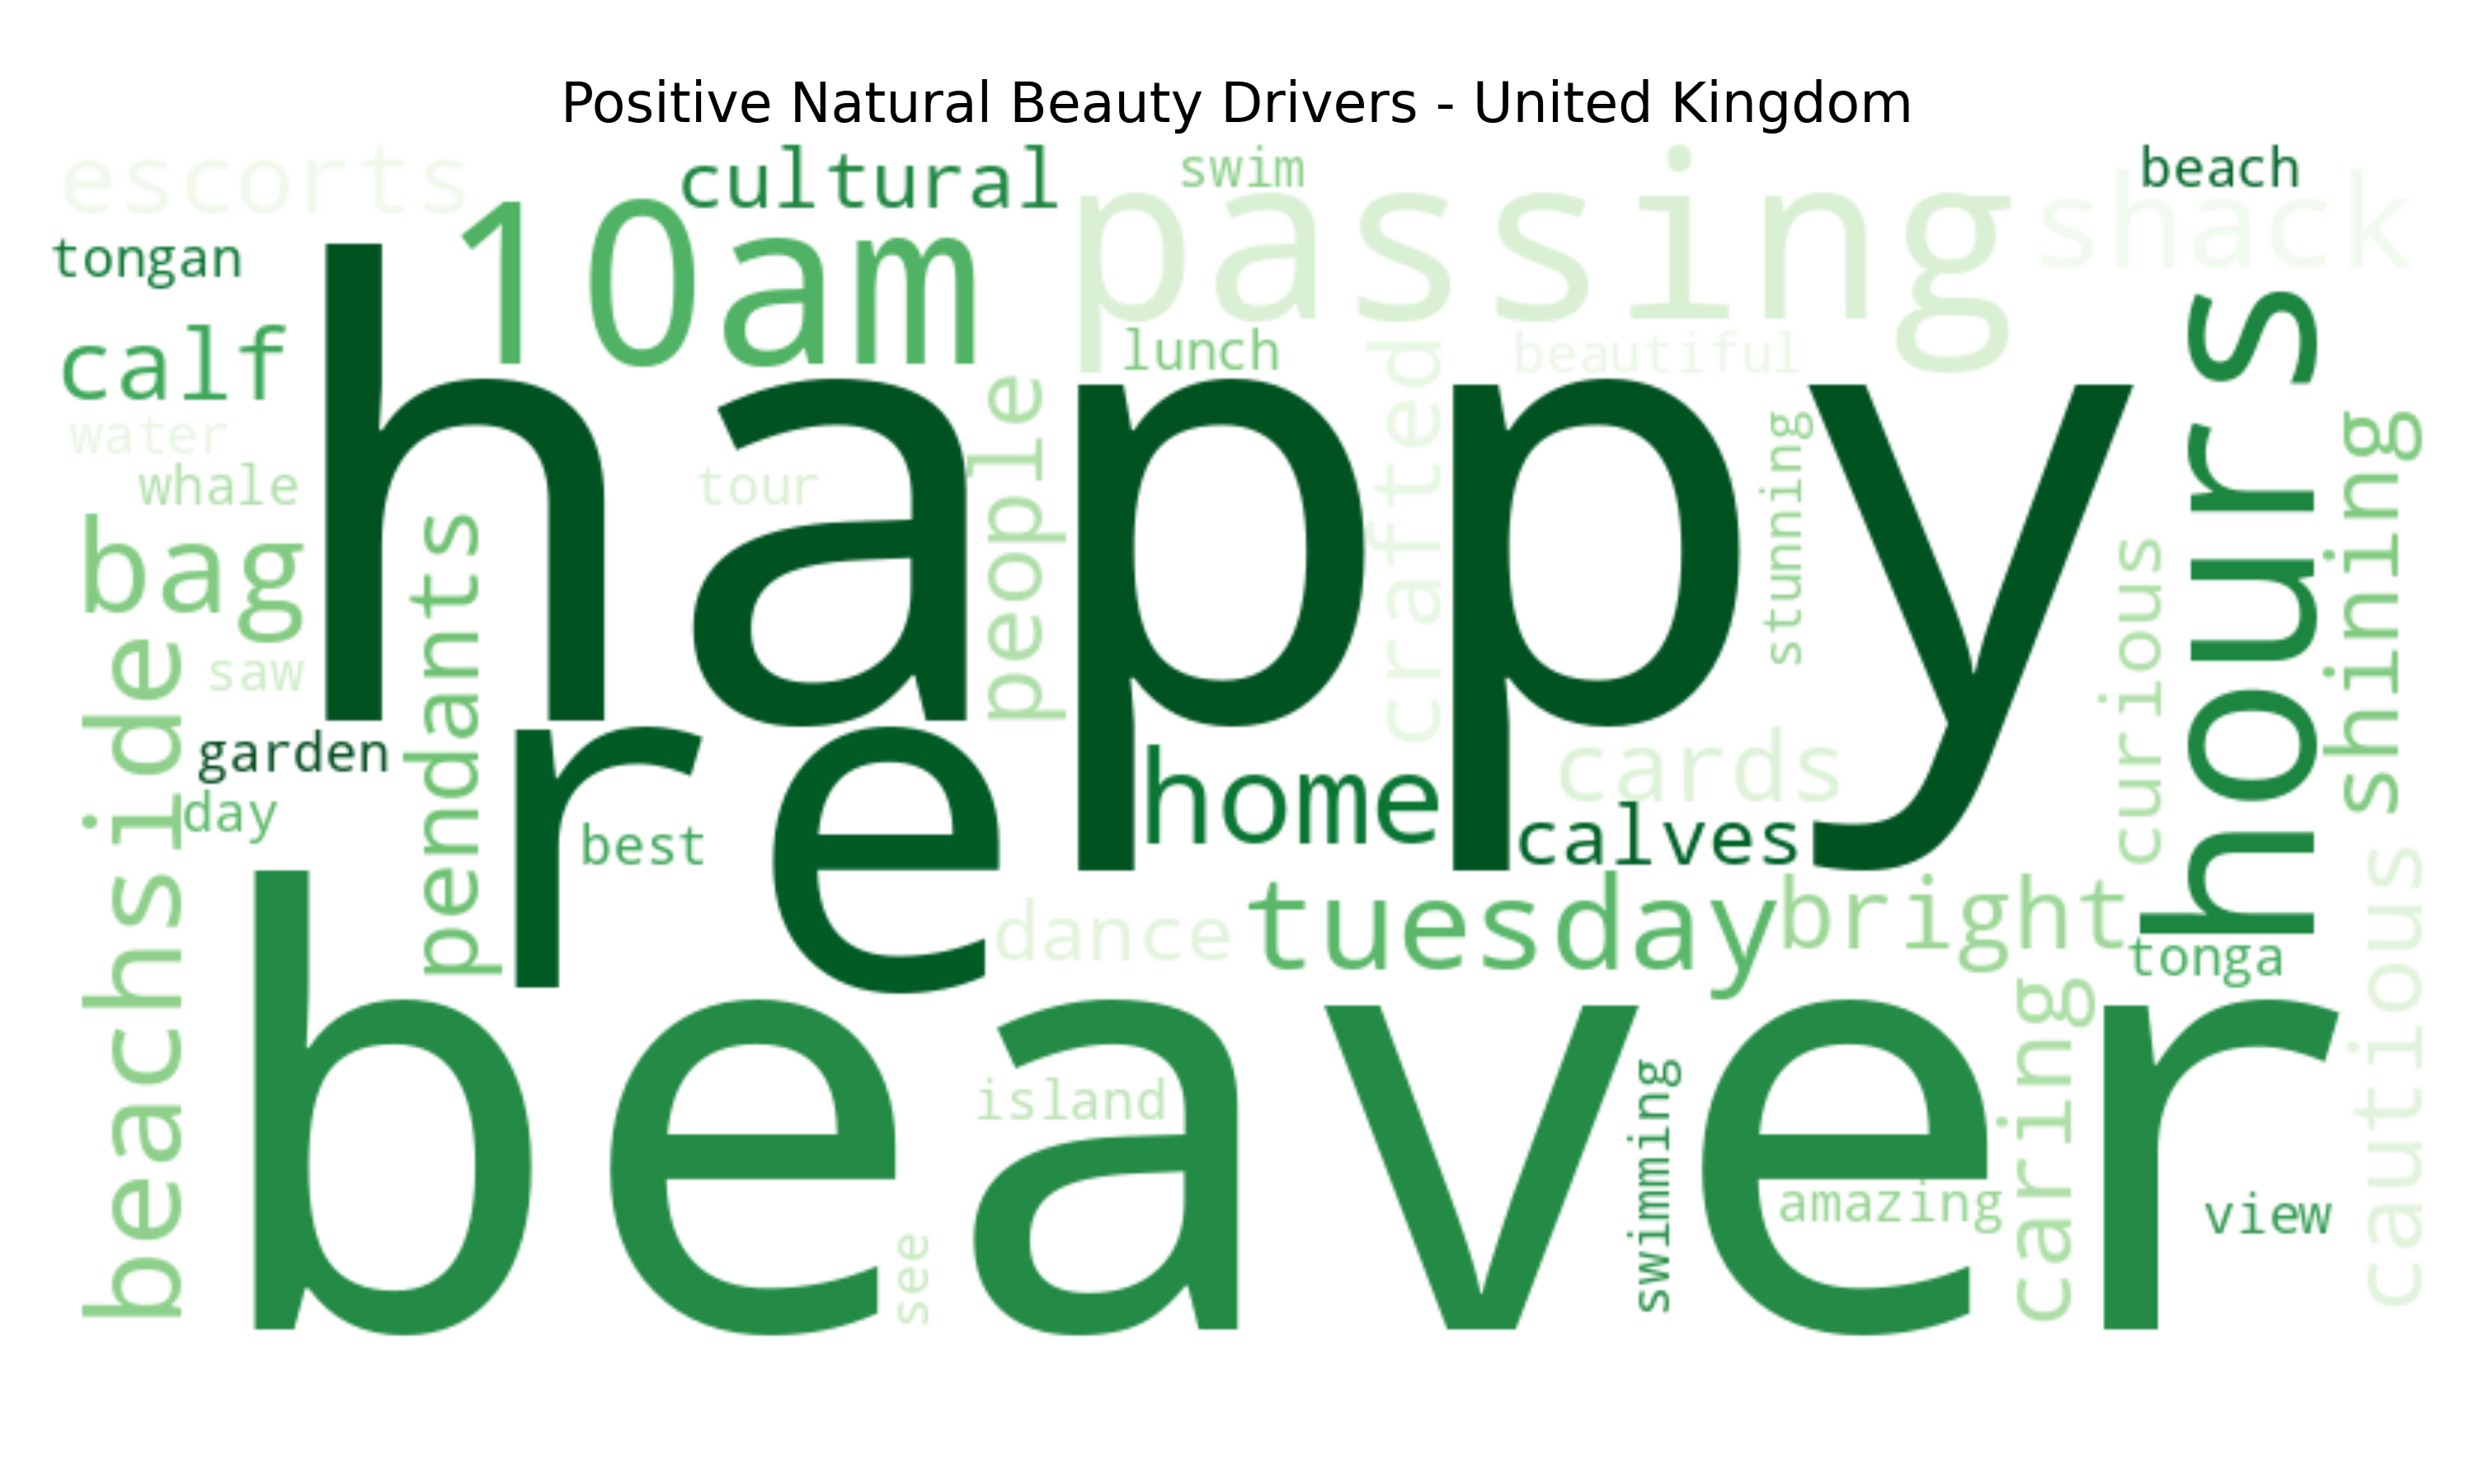 Positive Natural Beauty Drivers - United Kingdom
escorts
cultural
swim
beach
tongan
10am
passing
shack
calf
lunch
beautiful
water
whale
happy
tour
people
crafted
stunning
hours
shining
bag
saw
pendants
curious
beachside
garden
day
re
best
home
cards
calves
dance
tuesday
bright
tonga
cautious
beaver
island
see
swimming
amazing
caring
view